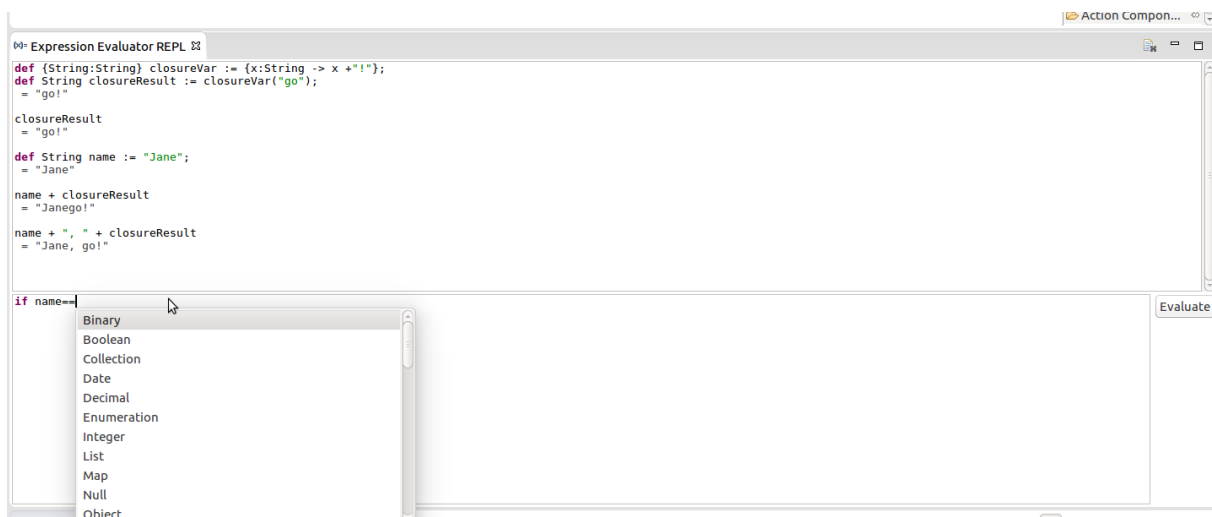 Action Compon...
(x)= Expression Evaluator REPL
def {String:String} closureVar := {x:String -> x +"!"};
def String closureResult := closureVar("go");
= "go!"
closureResult
= "go!"
def String name := "Jane";
= "Jane"
name + closureResult
= "Janego!"
name + ", " + closureResult
= "Jane, go!"
if name==
Evaluate
Binary
Boolean
Collection
Date
Decimal
Enumeration
Integer
List
Map
Null
Object